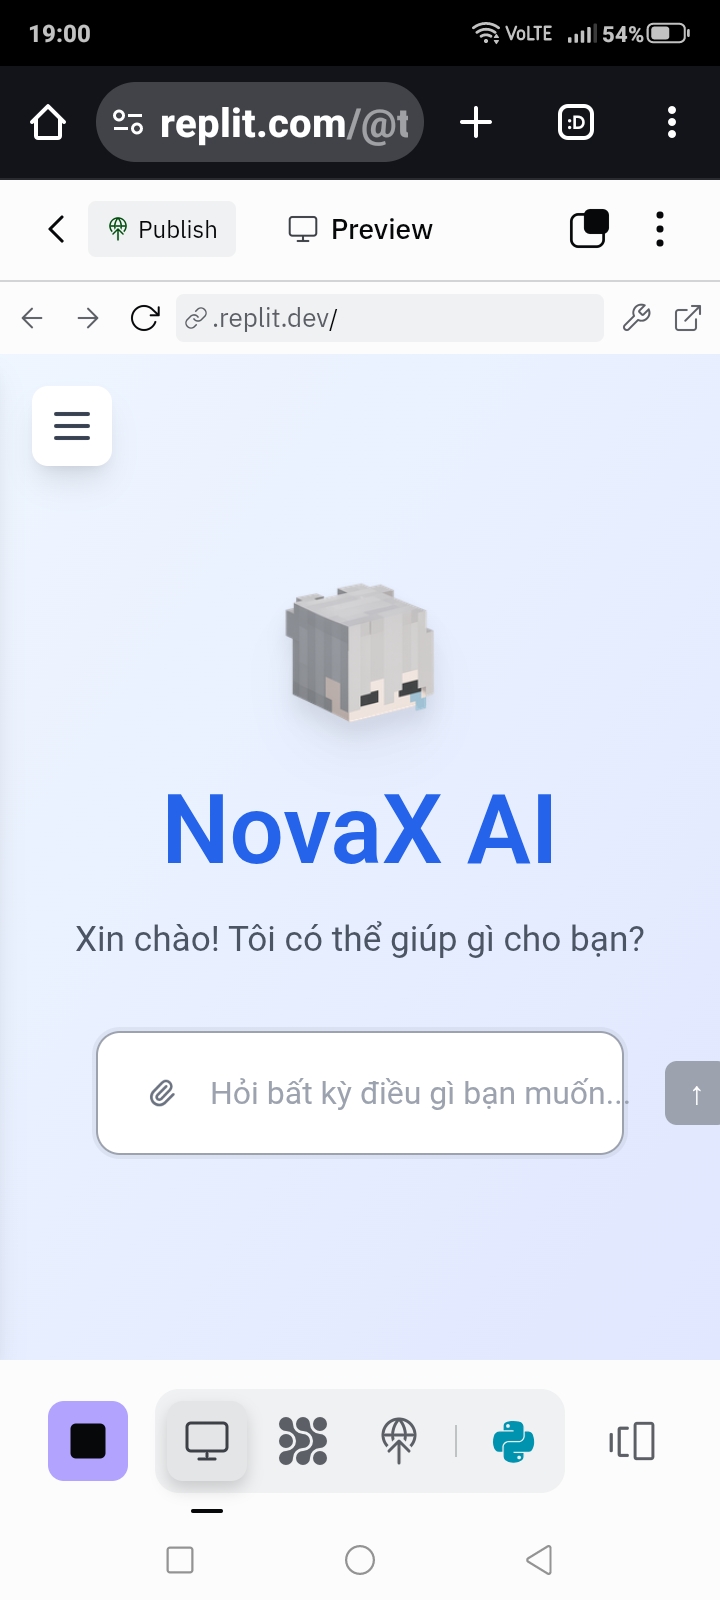 19:00
VoLTE 54%
replit.com/@t
:D
Publish
Preview
.replit.dev/
NovaX AI
Xin chào! Tôi có thể giúp gì cho bạn?
Hỏi bất kỳ điều gì bạn muốn...
↑